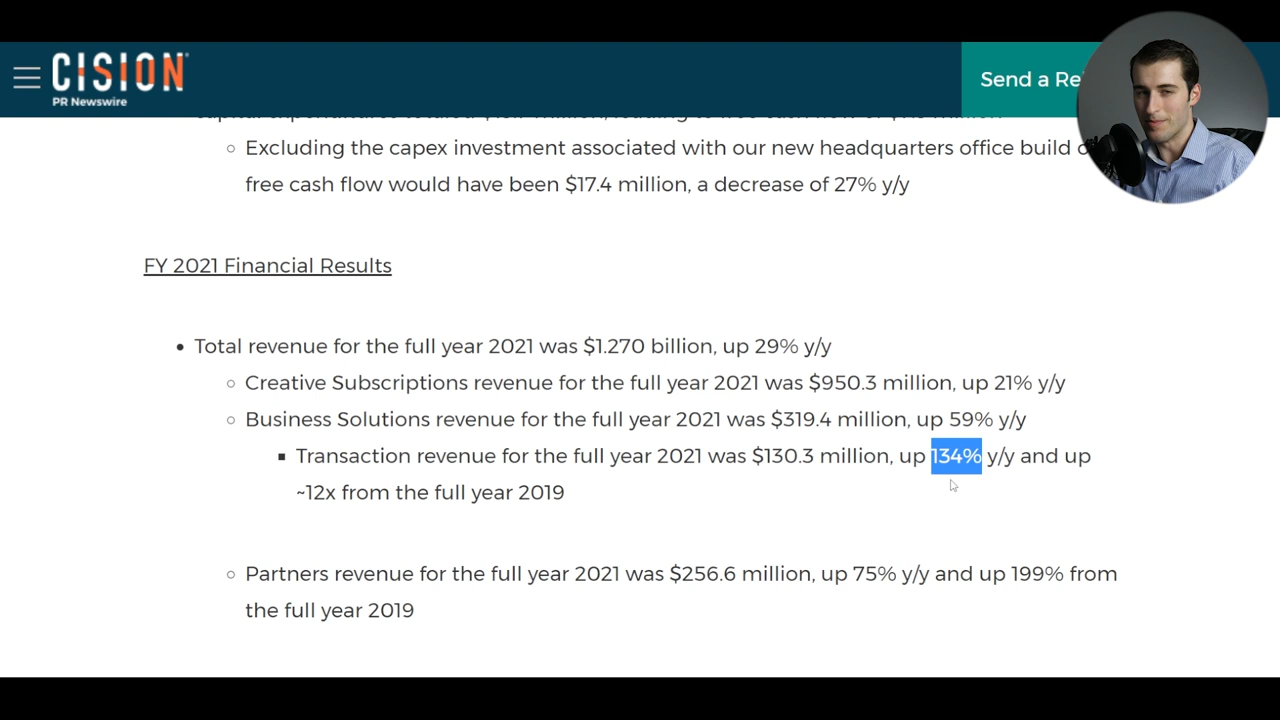 CISION
PR Newswire
Send a Re
Excluding the capex investment associated with our new headquarters office build
free cash flow would have been $17.4 million, a decrease of 27% y/y
FY 2021 Financial Results
• Total revenue for the full year 2021 was $1.270 billion, up 29% y/y
◦ Creative Subscriptions revenue for the full year 2021 was $950.3 million, up 21% y/y
◦ Business Solutions revenue for the full year 2021 was $319.4 million, up 59% y/y
▪ Transaction revenue for the full year 2021 was $130.3 million, up 134% y/y and up
~12x from the full year 2019
◦ Partners revenue for the full year 2021 was $256.6 million, up 75% y/y and up 199% from
the full year 2019